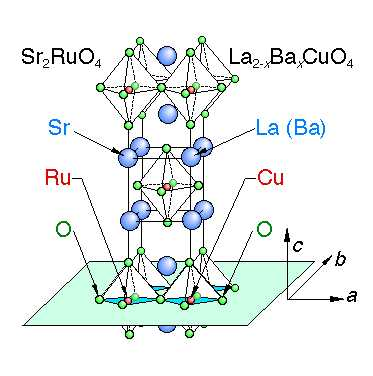 Sr₂RuO₄ La₂₋ₓBaₓCuO₄
Sr La (Ba)
Ru Cu
O O
c
b
a